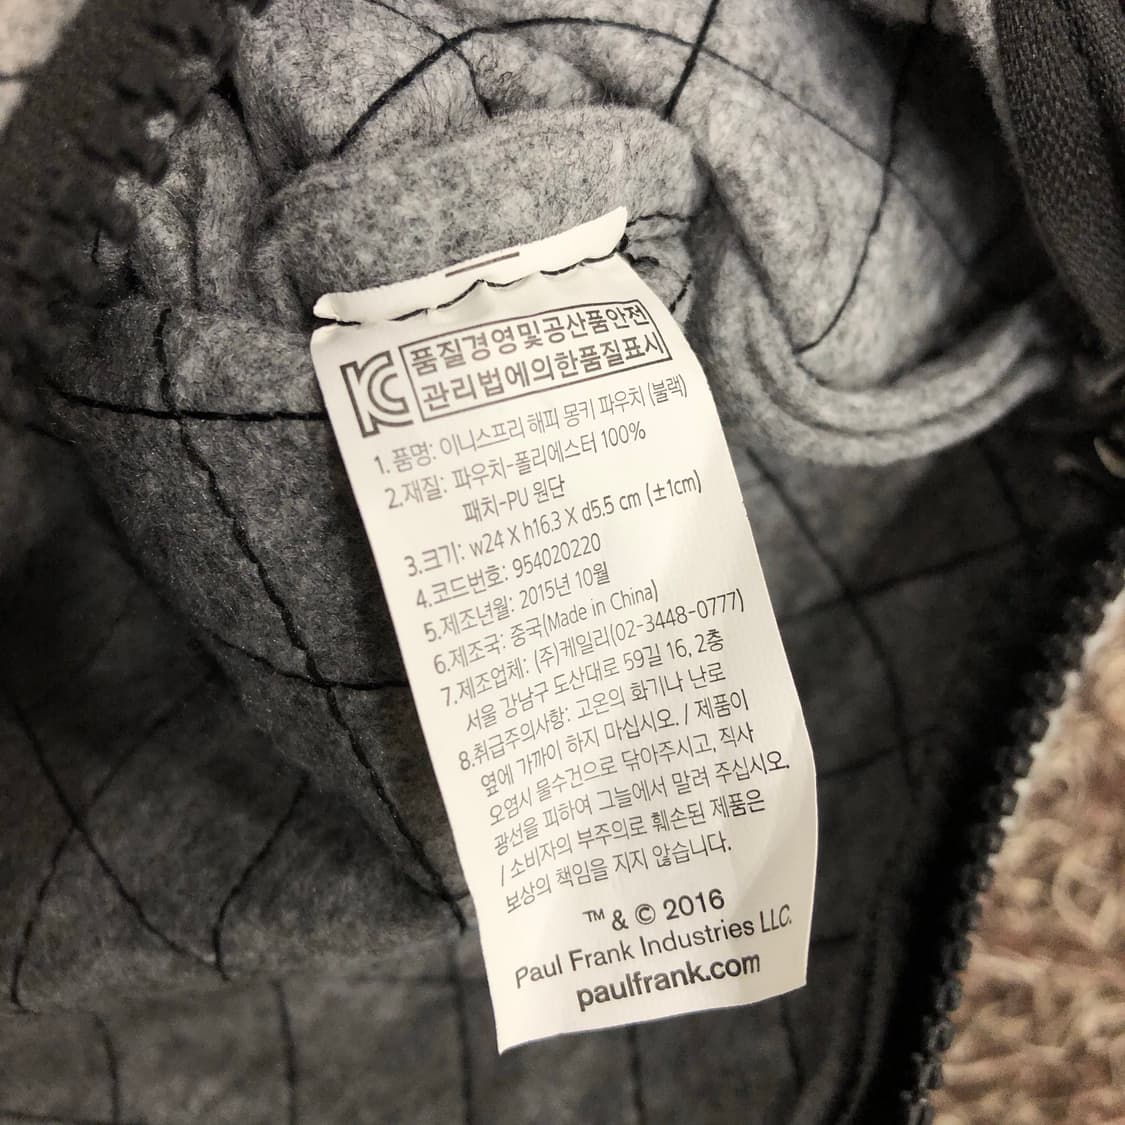 KC 품질경영및공산품안전
관리법에의한품질표시
1. 품명: 이니스프리 해피 몽키 파우치 (불랙)
2.재질: 파우치-폴리에스터 100%
패치-PU 원단
3.크기: w24 X h16.3 X d5.5 cm (±1cm)
4.코드번호: 954020220
5.제조년월: 2015년 10월
6.제조국: 중국(Made in China)
7.제조업체: (주)케일리(02-3448-0777)
서울 강남구 도산대로 59길 16, 2층
8.취급주의사항: 고온의 화기나 난로
옆에 가까이 하지 마십시오. / 제품이
오염시 물수건으로 닦아주시고, 직사
광선을 피하여 그늘에서 말려 주십시오.
/ 소비자의 부주의로 훼손된 제품은
보상의 책임을 지지 않습니다.
™ & © 2016
Paul Frank Industries LLC.
paulfrank.com